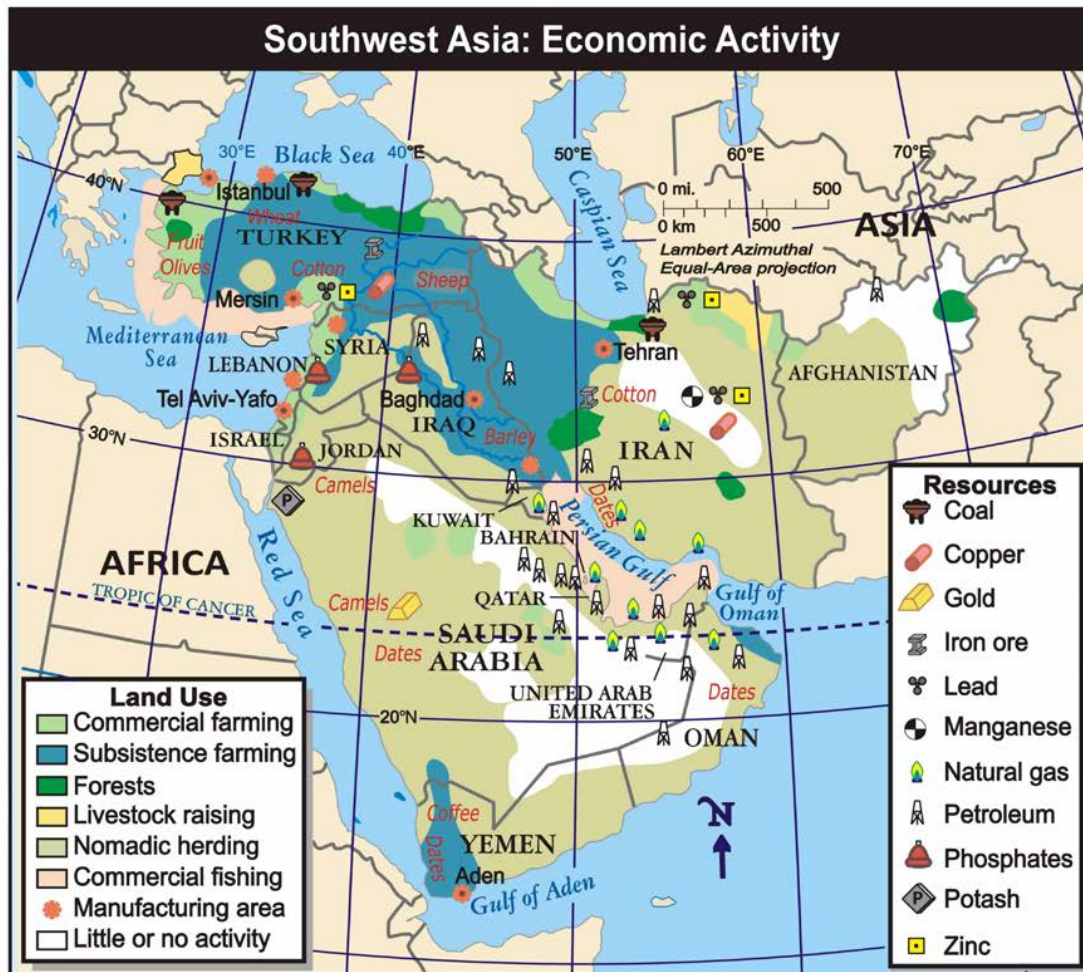 Southwest Asia: Economic Activity
30°E
Black Sea
40°E
50°E
60°E
70°E
40°N
Istanbul
Caspian Sea
0 mi.
500
0 km
500
Lambert Azimuthal
Equal-Area projection
ASIA
Wheat
TURKEY
Fruit
Olives
Cotton
Sheep
Mersin
Mediterranean
Sea
SYRIA
LEBANON
Tehran
AFGHANISTAN
Tel Aviv-Yafo
Baghdad
IRAQ
Cotton
30°N
ISRAEL
JORDAN
Barley
IRAN
Camels
KUWAIT
BAHRAIN
Dates
Persian Gulf
AFRICA
Red Sea
TROPIC OF CANCER
QATAR
Gulf of
Oman
Camels
Dates
SAUDI
ARABIA
UNITED ARAB
EMIRATES
Dates
20°N
OMAN
Coffee
Dates
YEMEN
Aden
Gulf of Aden
N
Land Use
Commercial farming
Subsistence farming
Forests
Livestock raising
Nomadic herding
Commercial fishing
Manufacturing area
Little or no activity
Resources
Coal
Copper
Gold
Iron ore
Lead
Manganese
Natural gas
Petroleum
Phosphates
P
Potash
P
Zinc